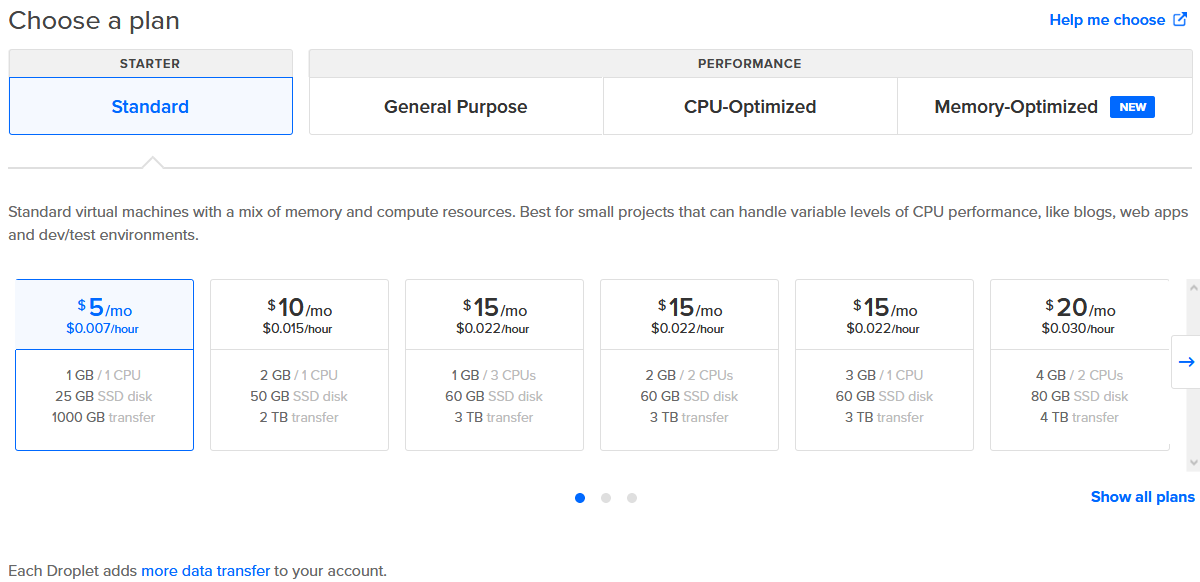 Choose a plan
Help me choose
STARTER
PERFORMANCE
Standard
General Purpose
CPU-Optimized
Memory-Optimized NEW
Standard virtual machines with a mix of memory and compute resources. Best for small projects that can handle variable levels of CPU performance, like blogs, web apps
and dev/test environments.
$ 5/mo
$0.007/hour
1 GB / 1 CPU
25 GB SSD disk
1000 GB transfer
$ 10/mo
$0.015/hour
2 GB / 1 CPU
50 GB SSD disk
2 TB transfer
$ 15/mo
$0.022/hour
1 GB / 3 CPUs
60 GB SSD disk
3 TB transfer
$ 15/mo
$0.022/hour
2 GB / 2 CPUs
60 GB SSD disk
3 TB transfer
$ 15/mo
$0.022/hour
3 GB / 1 CPU
60 GB SSD disk
3 TB transfer
$ 20/mo
$0.030/hour
4 GB / 2 CPUs
80 GB SSD disk
4 TB transfer
Show all plans
Each Droplet adds more data transfer to your account.